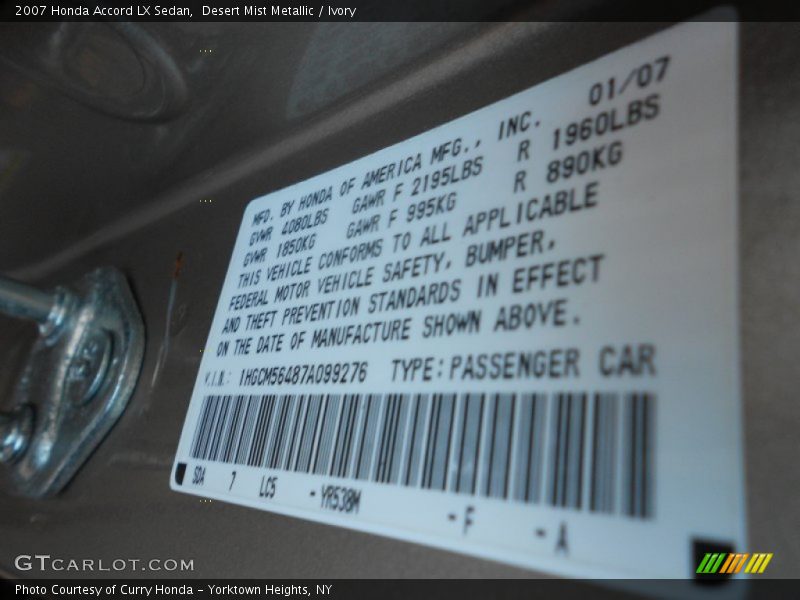 2007 Honda Accord LX Sedan,  Desert Mist Metallic / Ivory
MFD. BY HONDA OF AMERICA MFG., INC. 01/07
GVWR 4080LBS GAWR F 2195LBS R 1960LBS
GVWR 1850KG GAWR F 995KG R 890KG
THIS VEHICLE CONFORMS TO ALL APPLICABLE
FEDERAL MOTOR VEHICLE SAFETY, BUMPER,
AND THEFT PREVENTION STANDARDS IN EFFECT
ON THE DATE OF MANUFACTURE SHOWN ABOVE.
V.I.N.: 1HGCM56487A099276 TYPE:PASSENGER CAR
SDA 7 LC5 -YR538M -F -A
GTCARLOT.COM
Photo Courtesy of Curry Honda - Yorktown Heights, NY